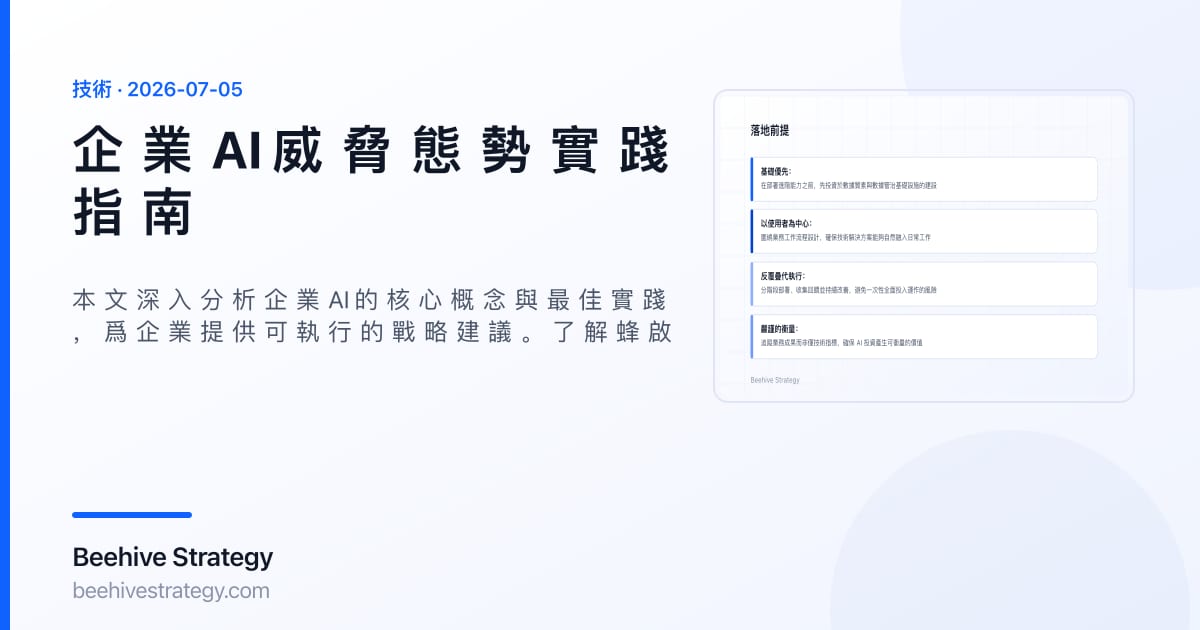 技術 · 2026-07-05
企業AI威脅態勢實踐
指南
本文深入分析企業AI的核心概念與最佳實踐
，爲企業提供可執行的戰略建議。了解蜂啟
Beehive Strategy
beehivestrategy.com
落地前提
基礎優先：
在部署進階能力之前，先投資於數據質素與數據管治基礎設施的建設
以使用者為中心：
圍繞業務工作流程設計，確保技術解決方案能夠自然融入日常工作
反覆疊代執行：
分階段部署、收集回饋並持續改善，避免一次性全面投入運作的風險
嚴謹的衡量：
追蹤業務成果而非僅技術指標，確保 AI 投資產生可衡量的價值
Beehive Strategy